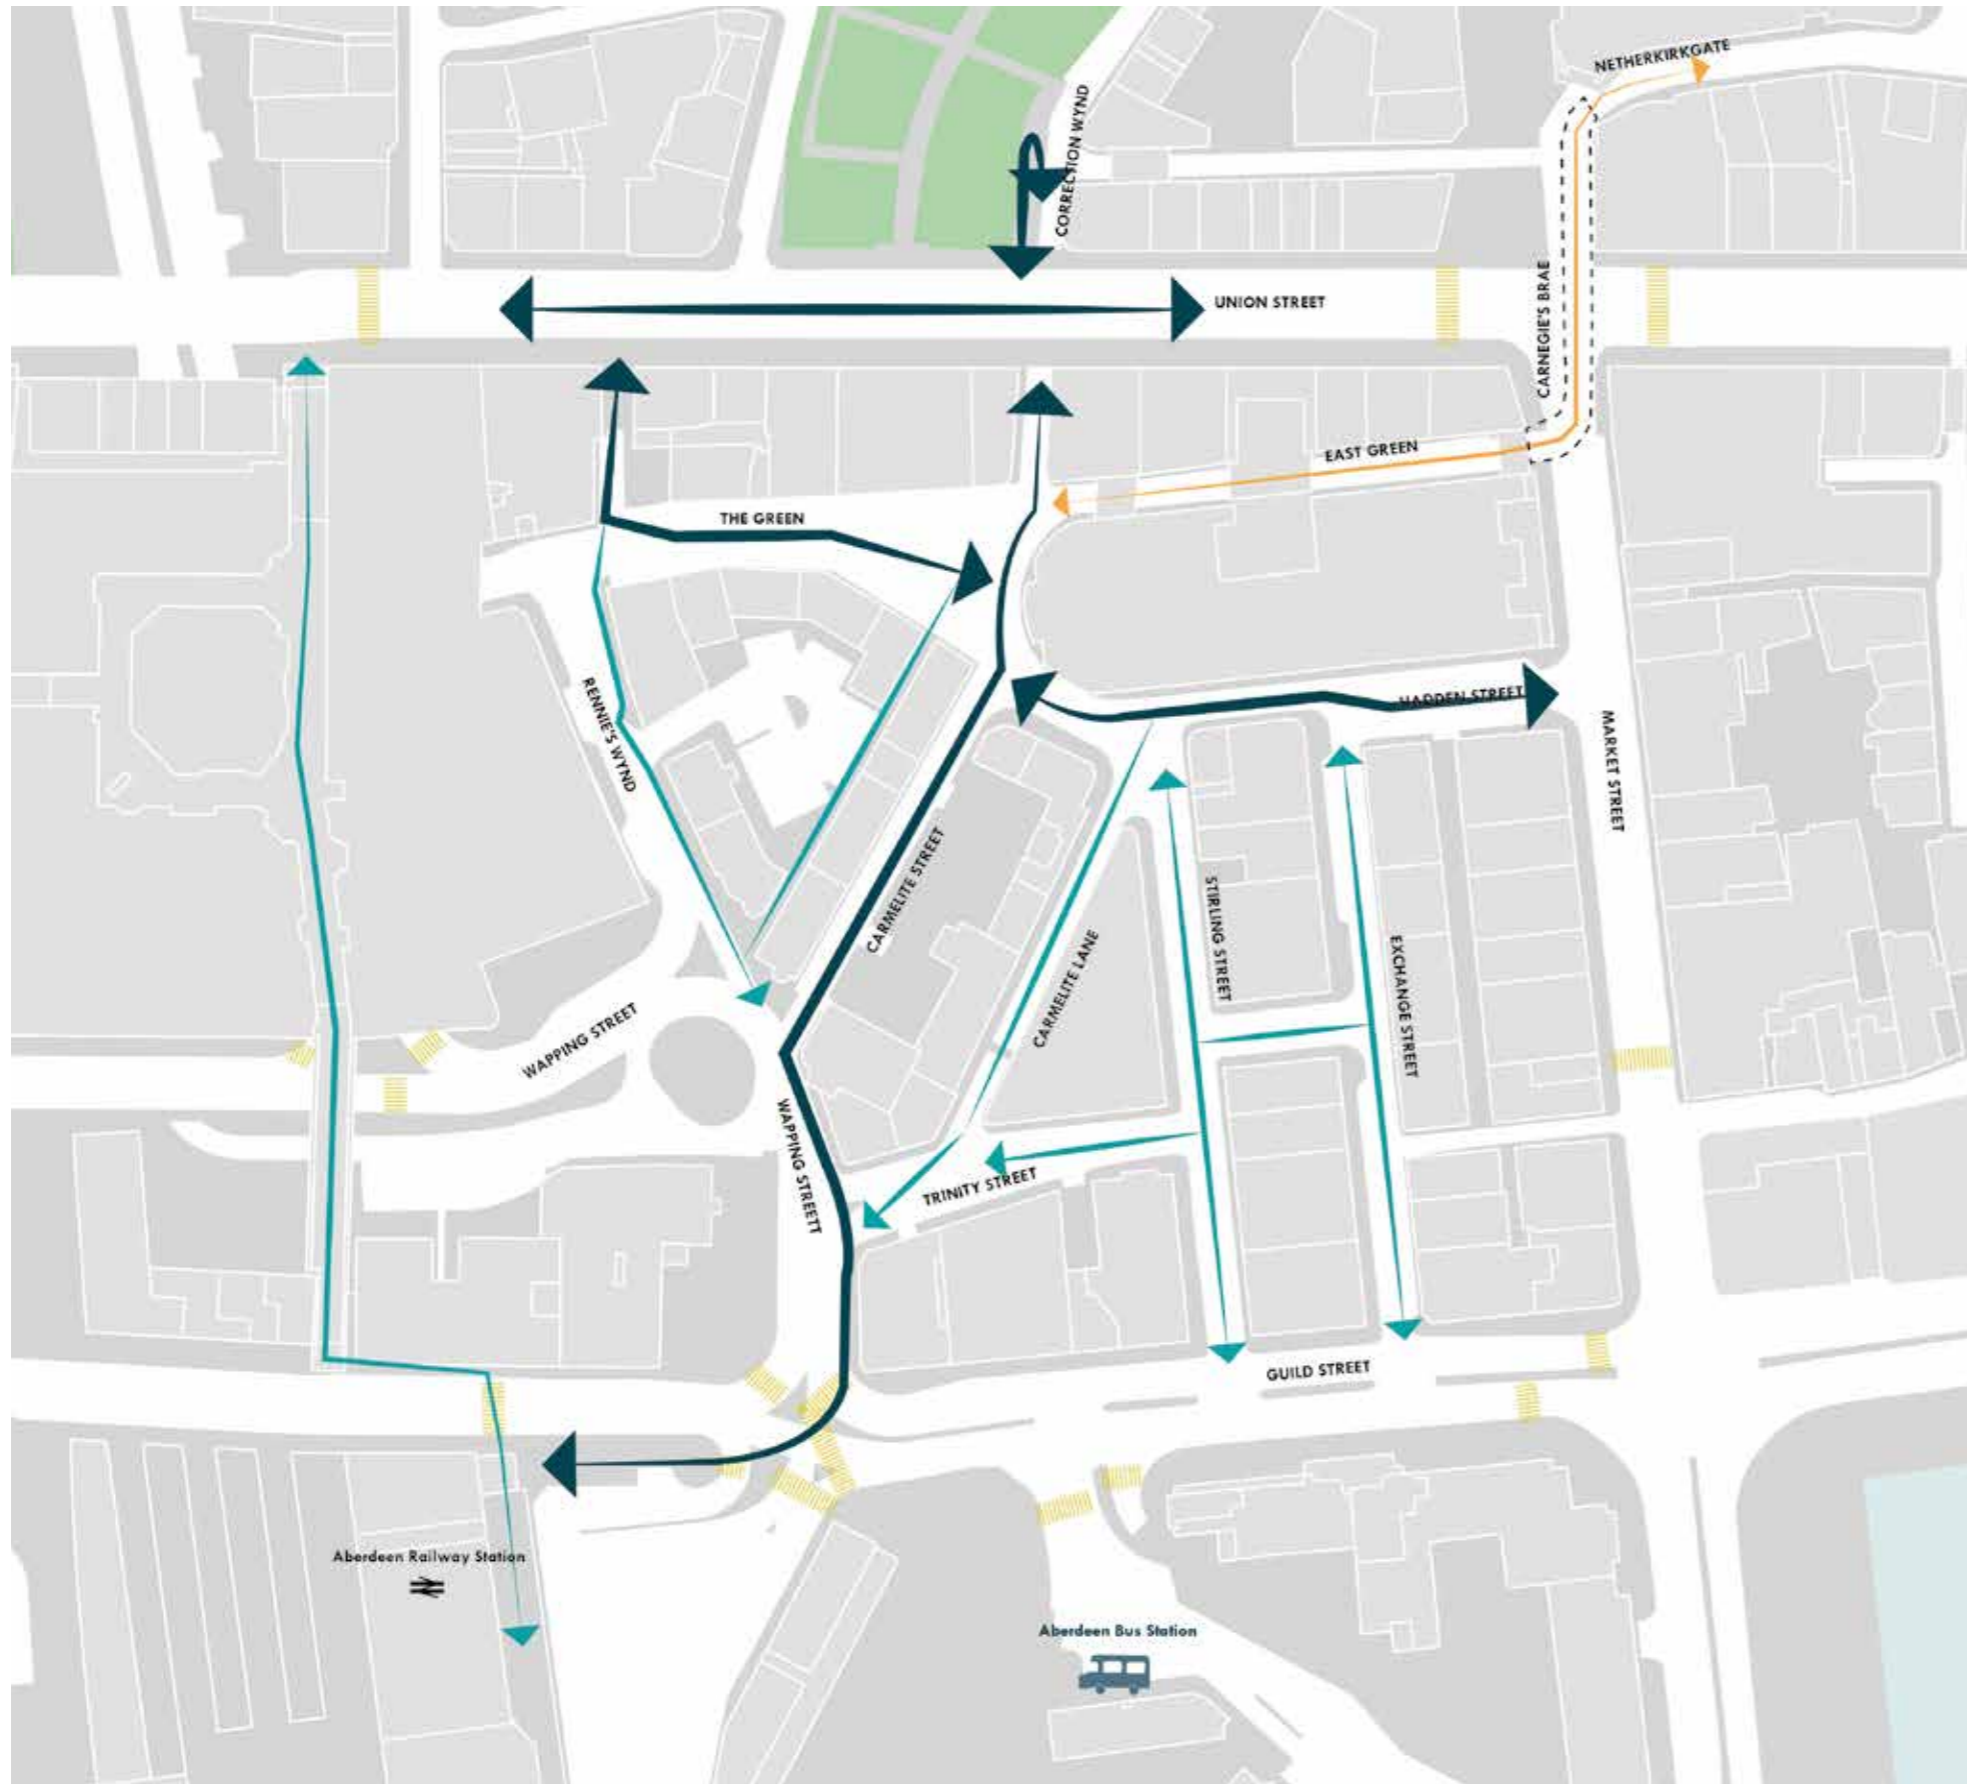 NETHERKIRKGATE
CORRECTION WYND
UNION STREET
CARNEGIE'S BRAE
EAST GREEN
THE GREEN
RENNIE'S WYND
HADDEN STREET
MARKET STREET
CARMELITE STREET
STIRLING STREET
CARMELITE LANE
EXCHANGE STREET
WAPPING STREET
WAPPING STREETT
TRINITY STREET
GUILD STREET
Aberdeen Railway Station
Aberdeen Bus Station